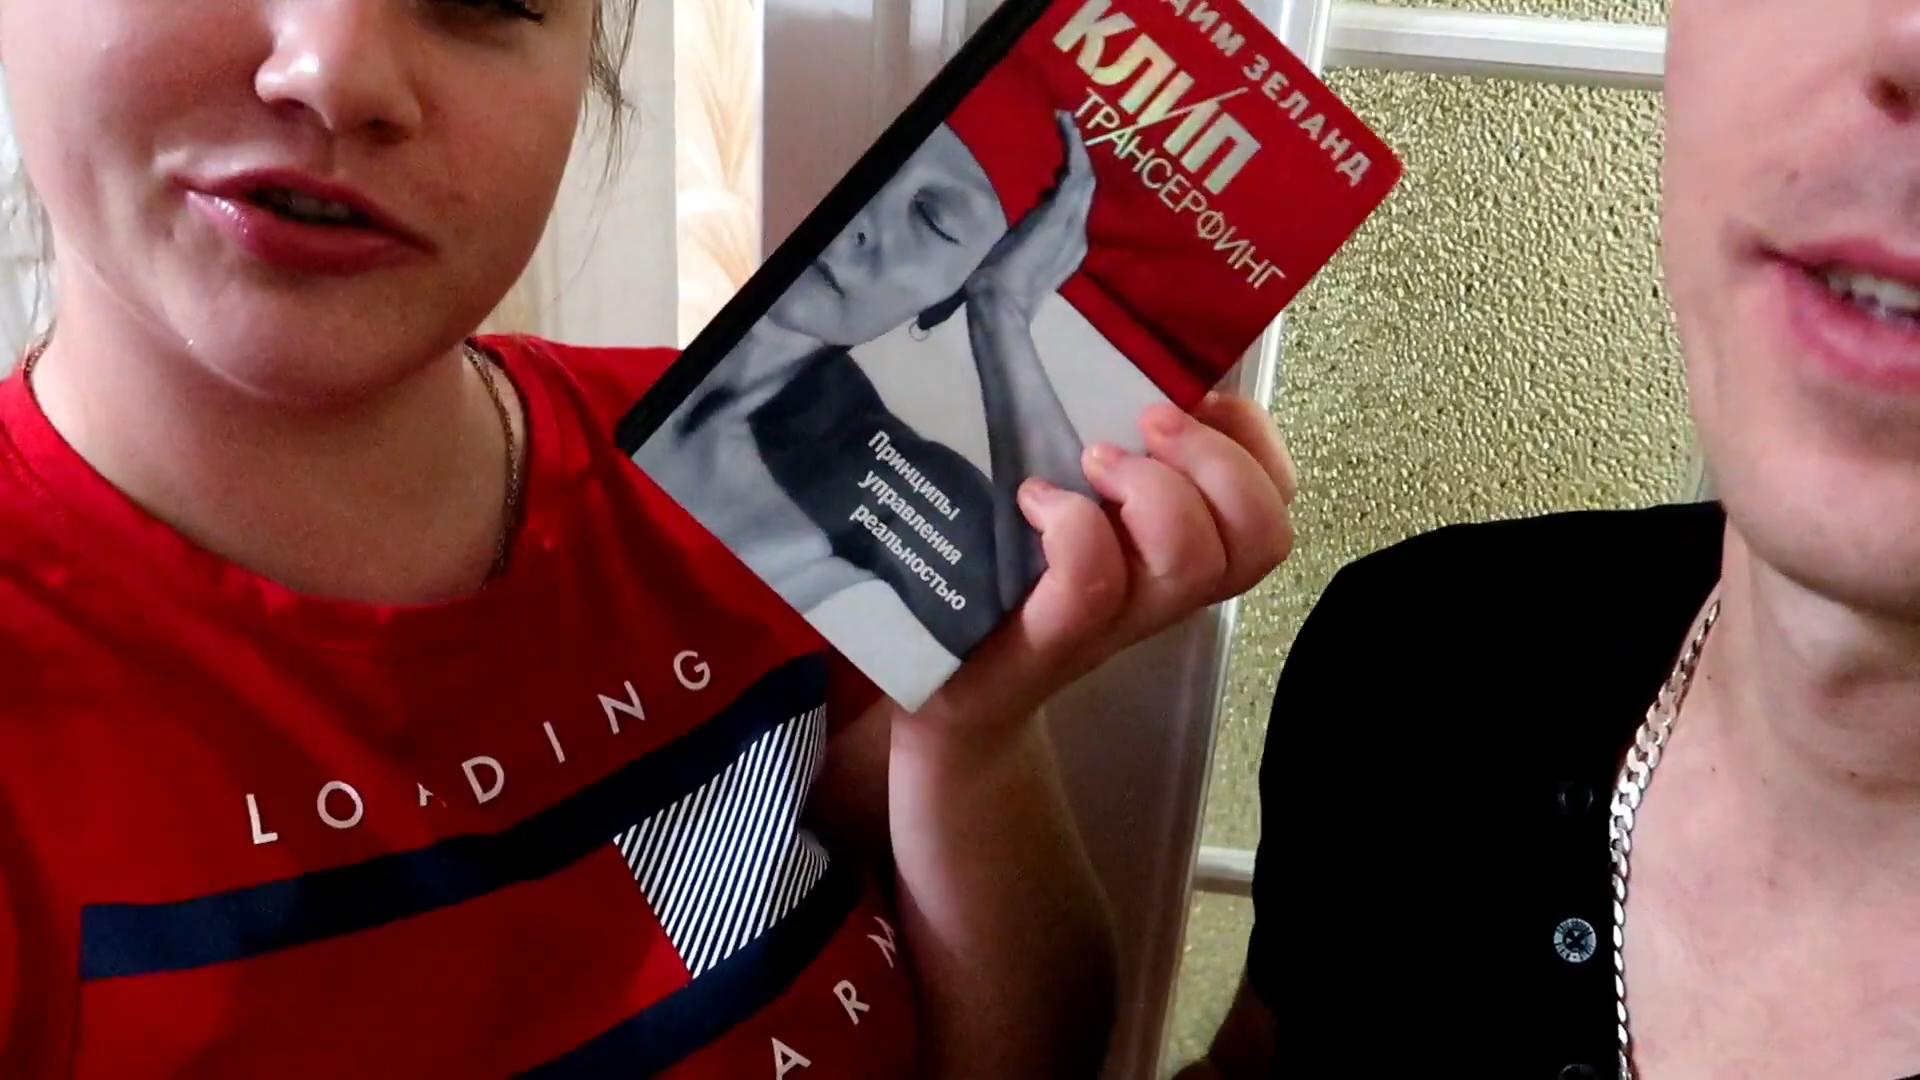 ДИМ ЗЕЛАНД
КЛИП
ТРАНСЕРФИНГ
Принципы
управления
реальностью
LOADING
ARM